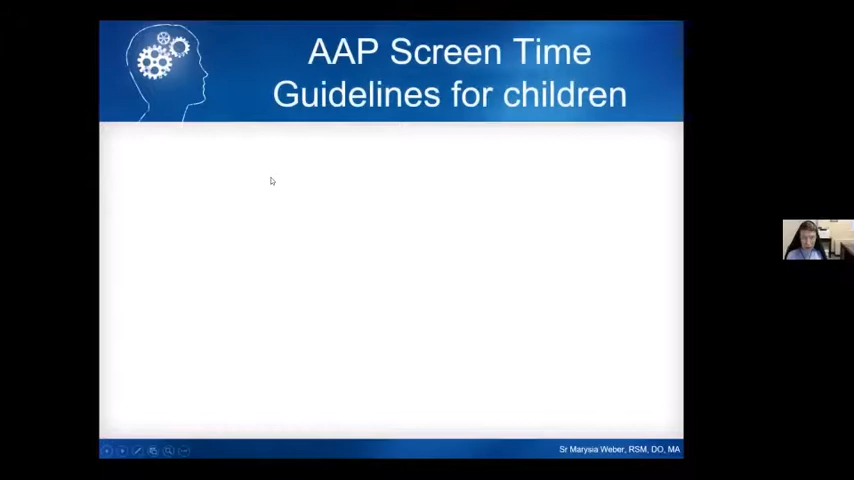 AAP Screen Time
Guidelines for children
Sr Marysia Weber, RSM, DO, MA